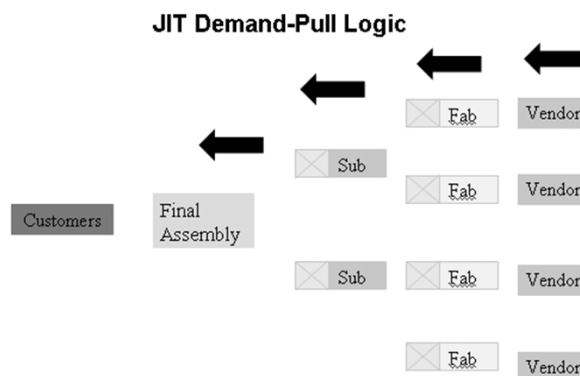 JIT Demand-Pull Logic
Fab
Vendor
Sub
Fab
Vendor
Customers
Final
Assembly
Sub
Fab
Vendor
Fab
Vendor